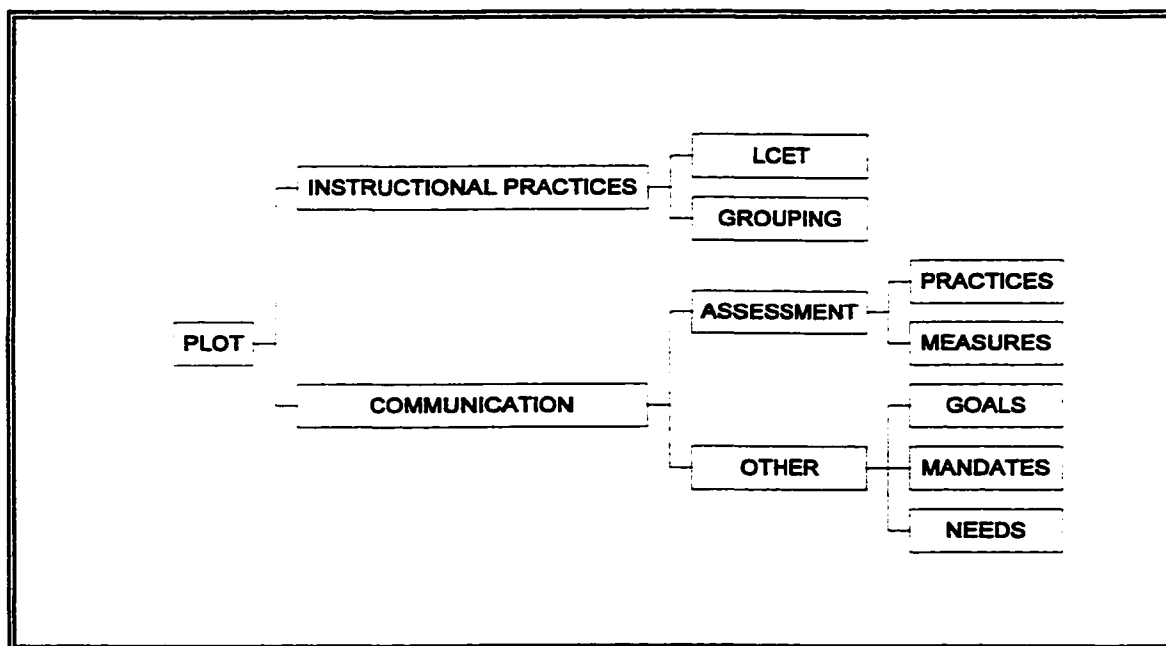 LCET
INSTRUCTIONAL PRACTICES
GROUPING
PRACTICES
ASSESSMENT
PLOT
MEASURES
COMMUNICATION
GOALS
OTHER
MANDATES
NEEDS